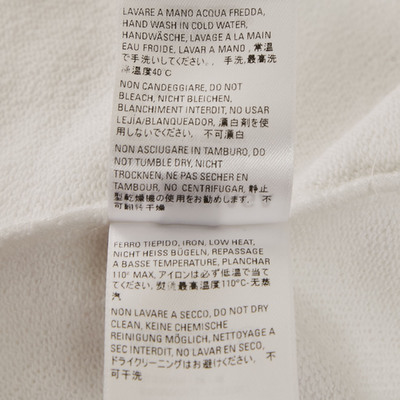 LAVARE A MANO ACQUA FREDDA,
HAND WASH IN COLD WATER,
HANDWÄSCHE, LAVAGE A LA MAIN
EAU FROIDE, LAVAR A MANO , 常温
で手洗いしてください。, 手洗,最高洗
涤温度40°C
NON CANDEGGIARE, DO NOT
BLEACH, NICHT BLEICHEN,
BLANCHIMENT INTERDIT, NO USAR
LEJIA/BLANQUEADOR, 漂白剤を使
用しないでください。 不可漂白
NON ASCIUGARE IN TAMBURO, DO
NOT TUMBLE DRY, NICHT
TROCKNEN, NE PAS SECHER EN
TAMBOUR, NO CENTRIFUGAR, 静止
型乾燥機の使用をお勧めします. 不
可翻转干燥
FERRO TIEPIDO, IRON, LOW HEAT,
NICHT HEISS BÜGELN, REPASSAGE
A BASSE TEMPERATURE, PLANCHAR
110° MAX, アイロンは必ず低温で当て
てください, 熨烫最高温度110°C-无蒸
汽
NON LAVARE A SECCO, DO NOT DRY
CLEAN, KEINE CHEMISCHE
REINIGUNG MÖGLICH, NETTOYAGE A
SEC INTERDIT, NO LAVAR EN SECO,
ドライクリーニングはお避けください, 不
可干洗